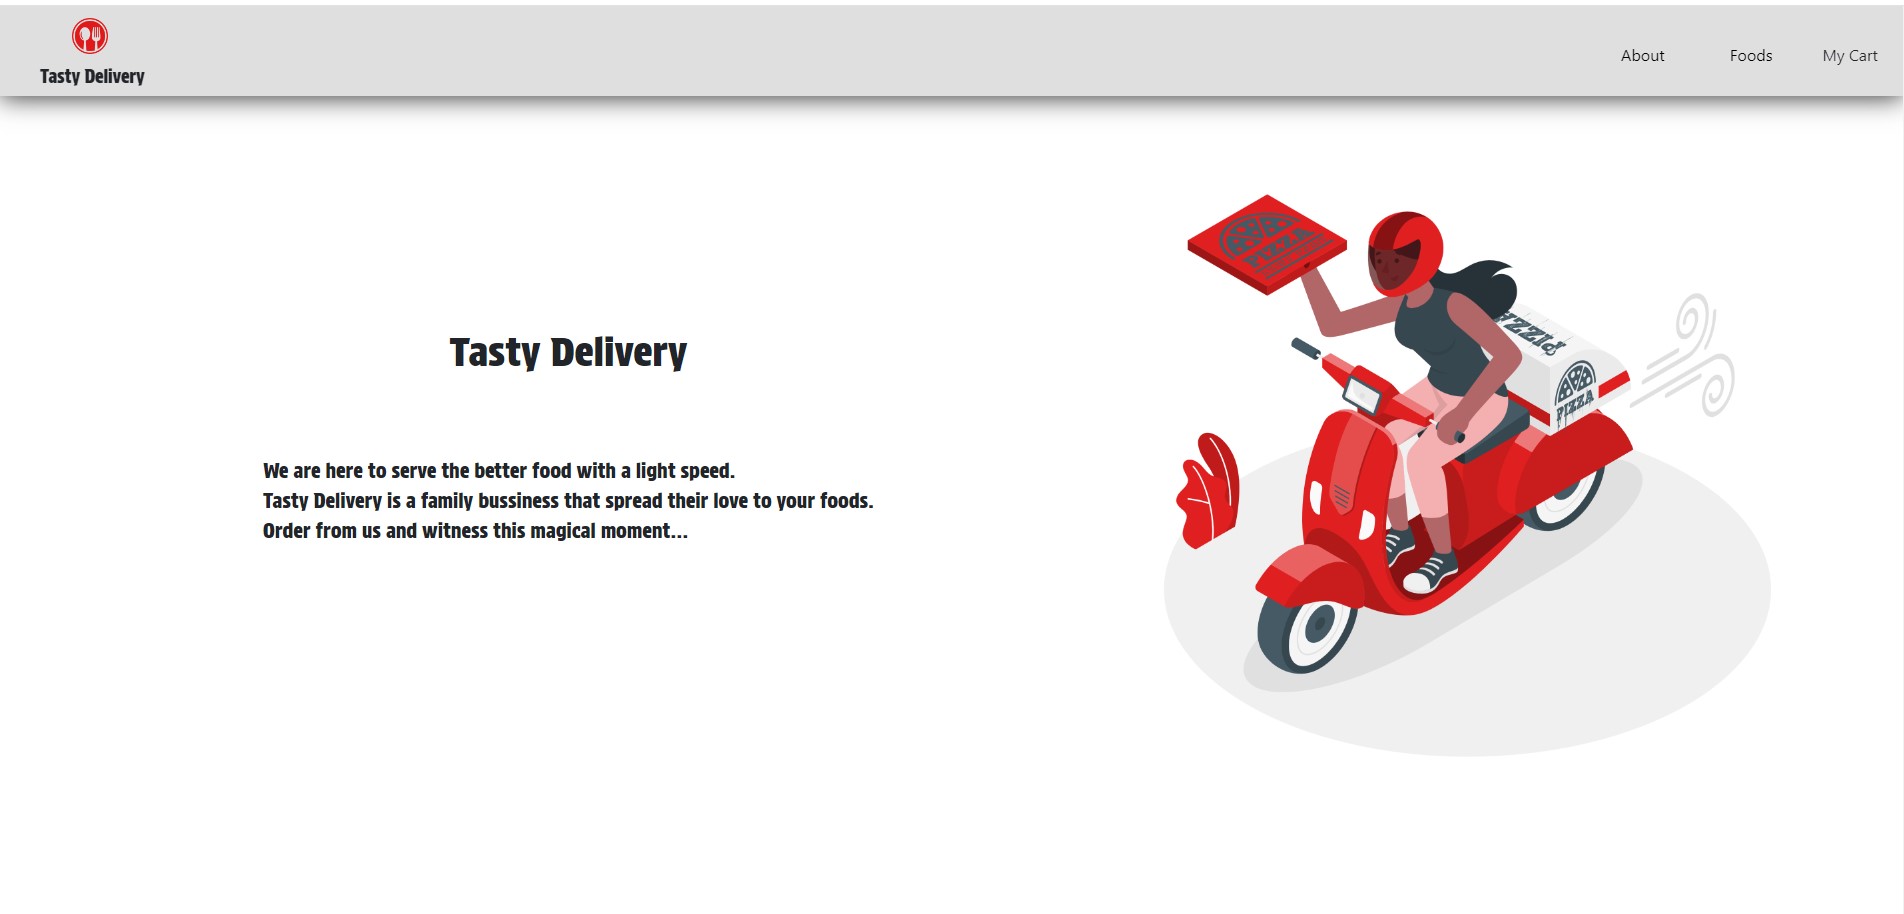 Tasty Delivery
About Foods My Cart
PIZZA
PIZZA
PIZZA
Tasty Delivery
We are here to serve the better food with a light speed.
Tasty Delivery is a family bussiness that spread their love to your foods.
Order from us and witness this magical moment...